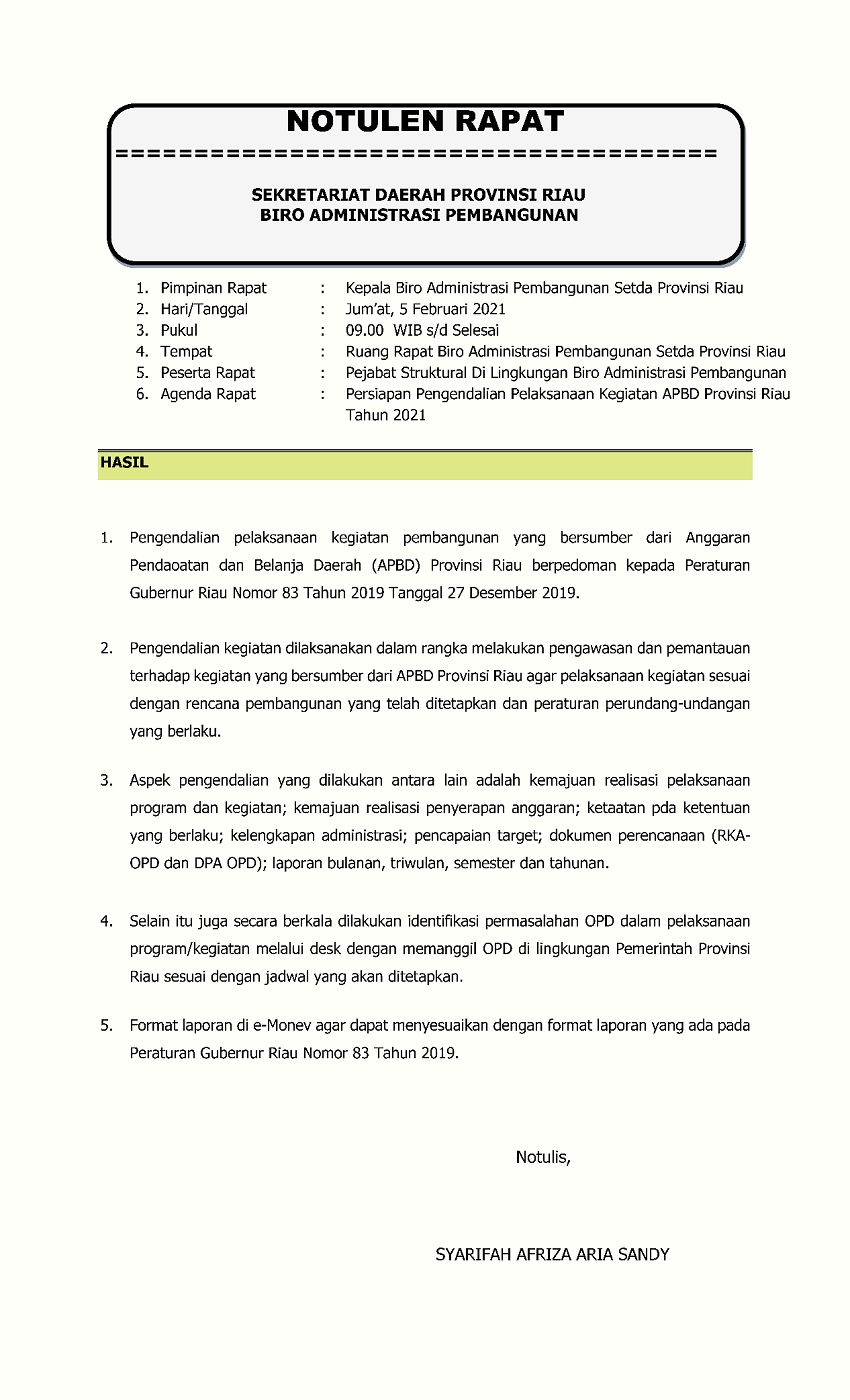 NOTULEN RAPAT
======================================
SEKRETARIAT DAERAH PROVINSI RIAU
BIRO ADMINISTRASI PEMBANGUNAN
1. Pimpinan Rapat : Kepala Biro Administrasi Pembangunan Setda Provinsi Riau
2. Hari/Tanggal : Jum’at, 5 Februari 2021
3. Pukul : 09.00 WIB s/d Selesai
4. Tempat : Ruang Rapat Biro Administrasi Pembangunan Setda Provinsi Riau
5. Peserta Rapat : Pejabat Struktural Di Lingkungan Biro Administrasi Pembangunan
6. Agenda Rapat : Persiapan Pengendalian Pelaksanaan Kegiatan APBD Provinsi Riau
Tahun 2021
HASIL
1. Pengendalian pelaksanaan kegiatan pembangunan yang bersumber dari Anggaran
Pendaoatan dan Belanja Daerah (APBD) Provinsi Riau berpedoman kepada Peraturan
Gubernur Riau Nomor 83 Tahun 2019 Tanggal 27 Desember 2019.
2. Pengendalian kegiatan dilaksanakan dalam rangka melakukan pengawasan dan pemantauan
terhadap kegiatan yang bersumber dari APBD Provinsi Riau agar pelaksanaan kegiatan sesuai
dengan rencana pembangunan yang telah ditetapkan dan peraturan perundang-undangan
yang berlaku.
3. Aspek pengendalian yang dilakukan antara lain adalah kemajuan realisasi pelaksanaan
program dan kegiatan; kemajuan realisasi penyerapan anggaran; ketaatan pda ketentuan
yang berlaku; kelengkapan administrasi; pencapaian target; dokumen perencanaan (RKA-
OPD dan DPA OPD); laporan bulanan, triwulan, semester dan tahunan.
4. Selain itu juga secara berkala dilakukan identifikasi permasalahan OPD dalam pelaksanaan
program/kegiatan melalui desk dengan memanggil OPD di lingkungan Pemerintah Provinsi
Riau sesuai dengan jadwal yang akan ditetapkan.
5. Format laporan di e-Monev agar dapat menyesuaikan dengan format laporan yang ada pada
Peraturan Gubernur Riau Nomor 83 Tahun 2019.
Notulis,
SYARIFAH AFRIZA ARIA SANDY